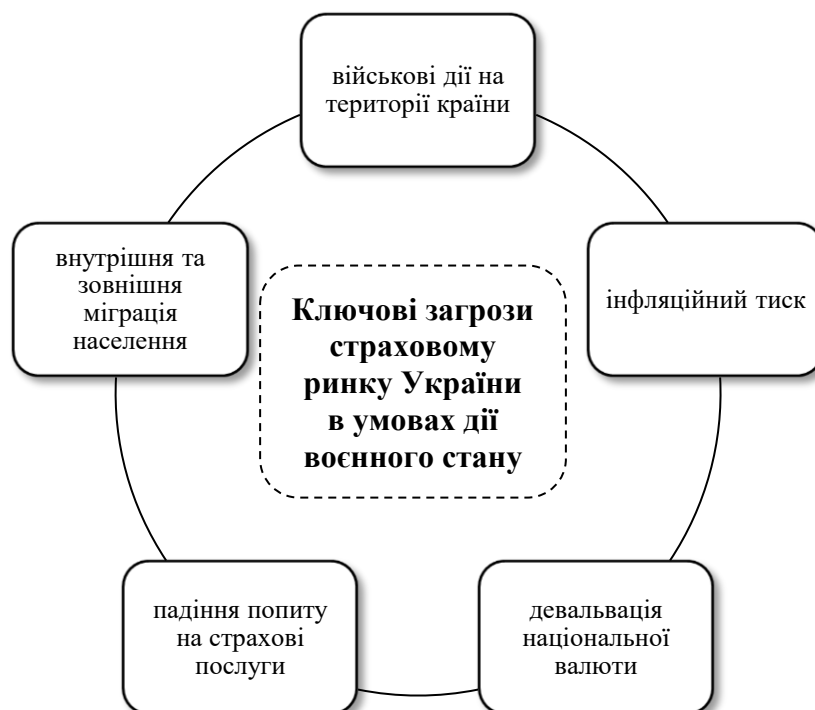 військові дії на
території країни
внутрішня та
зовнішня
міграція
населення
Ключові загрози
страховому
ринку України
в умовах дії
воєнного стану
інфляційний тиск
падіння попиту
на страхові
послуги
девальвація
національної
валюти